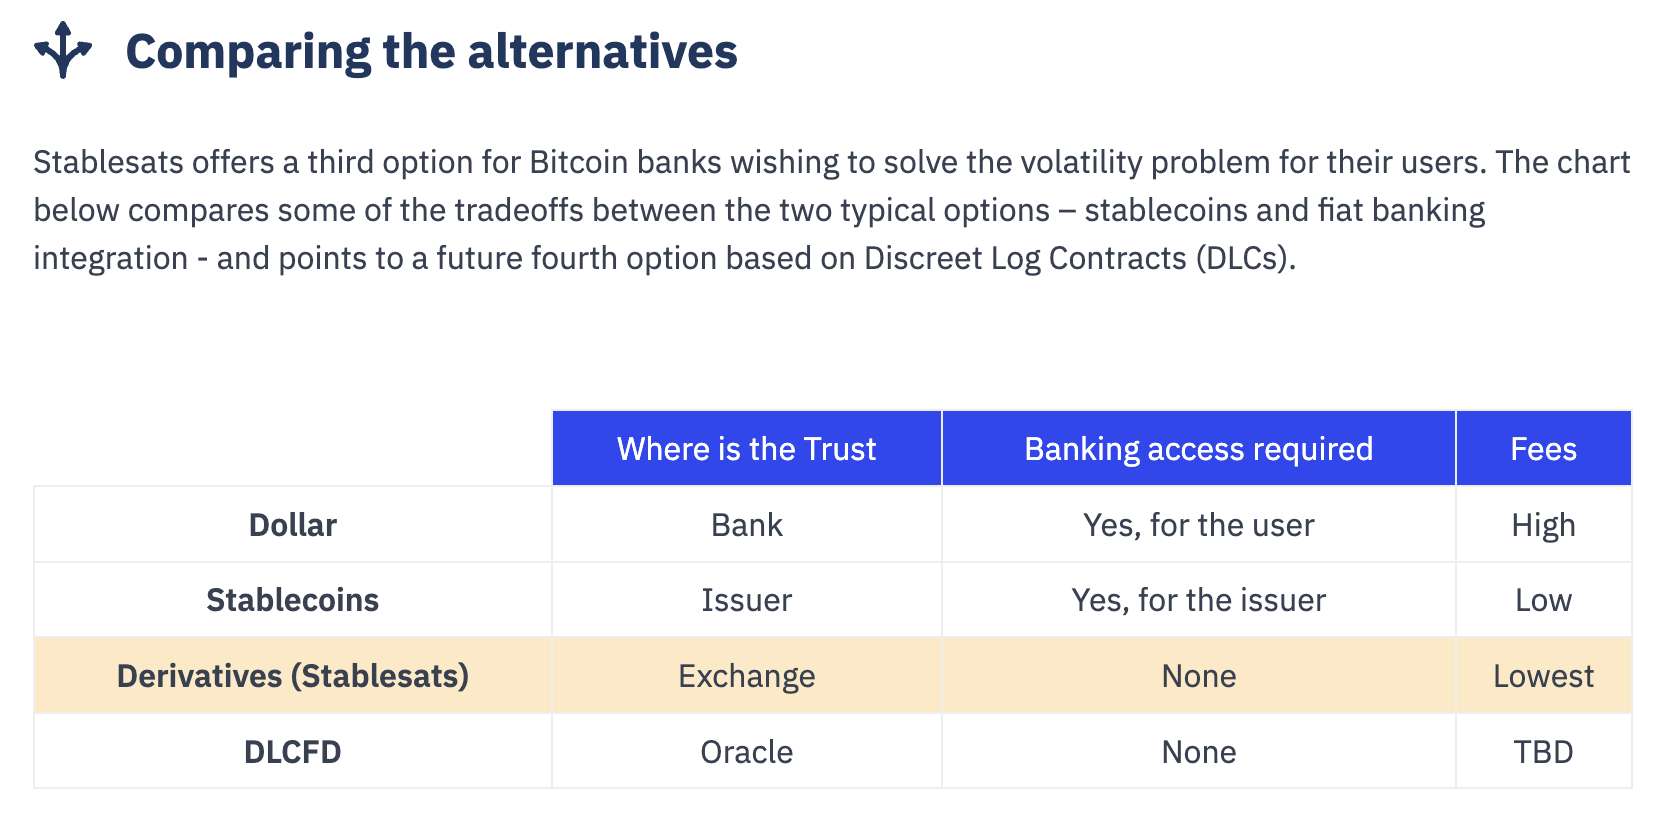 Comparing the alternatives
Stablesats offers a third option for Bitcoin banks wishing to solve the volatility problem for their users. The chart
below compares some of the tradeoffs between the two typical options – stablecoins and fiat banking
integration - and points to a future fourth option based on Discreet Log Contracts (DLCs).
Where is the Trust Banking access required Fees
Dollar Bank Yes, for the user High
Stablecoins Issuer Yes, for the issuer Low
Derivatives (Stablesats) Exchange None Lowest
DLCFD Oracle None TBD